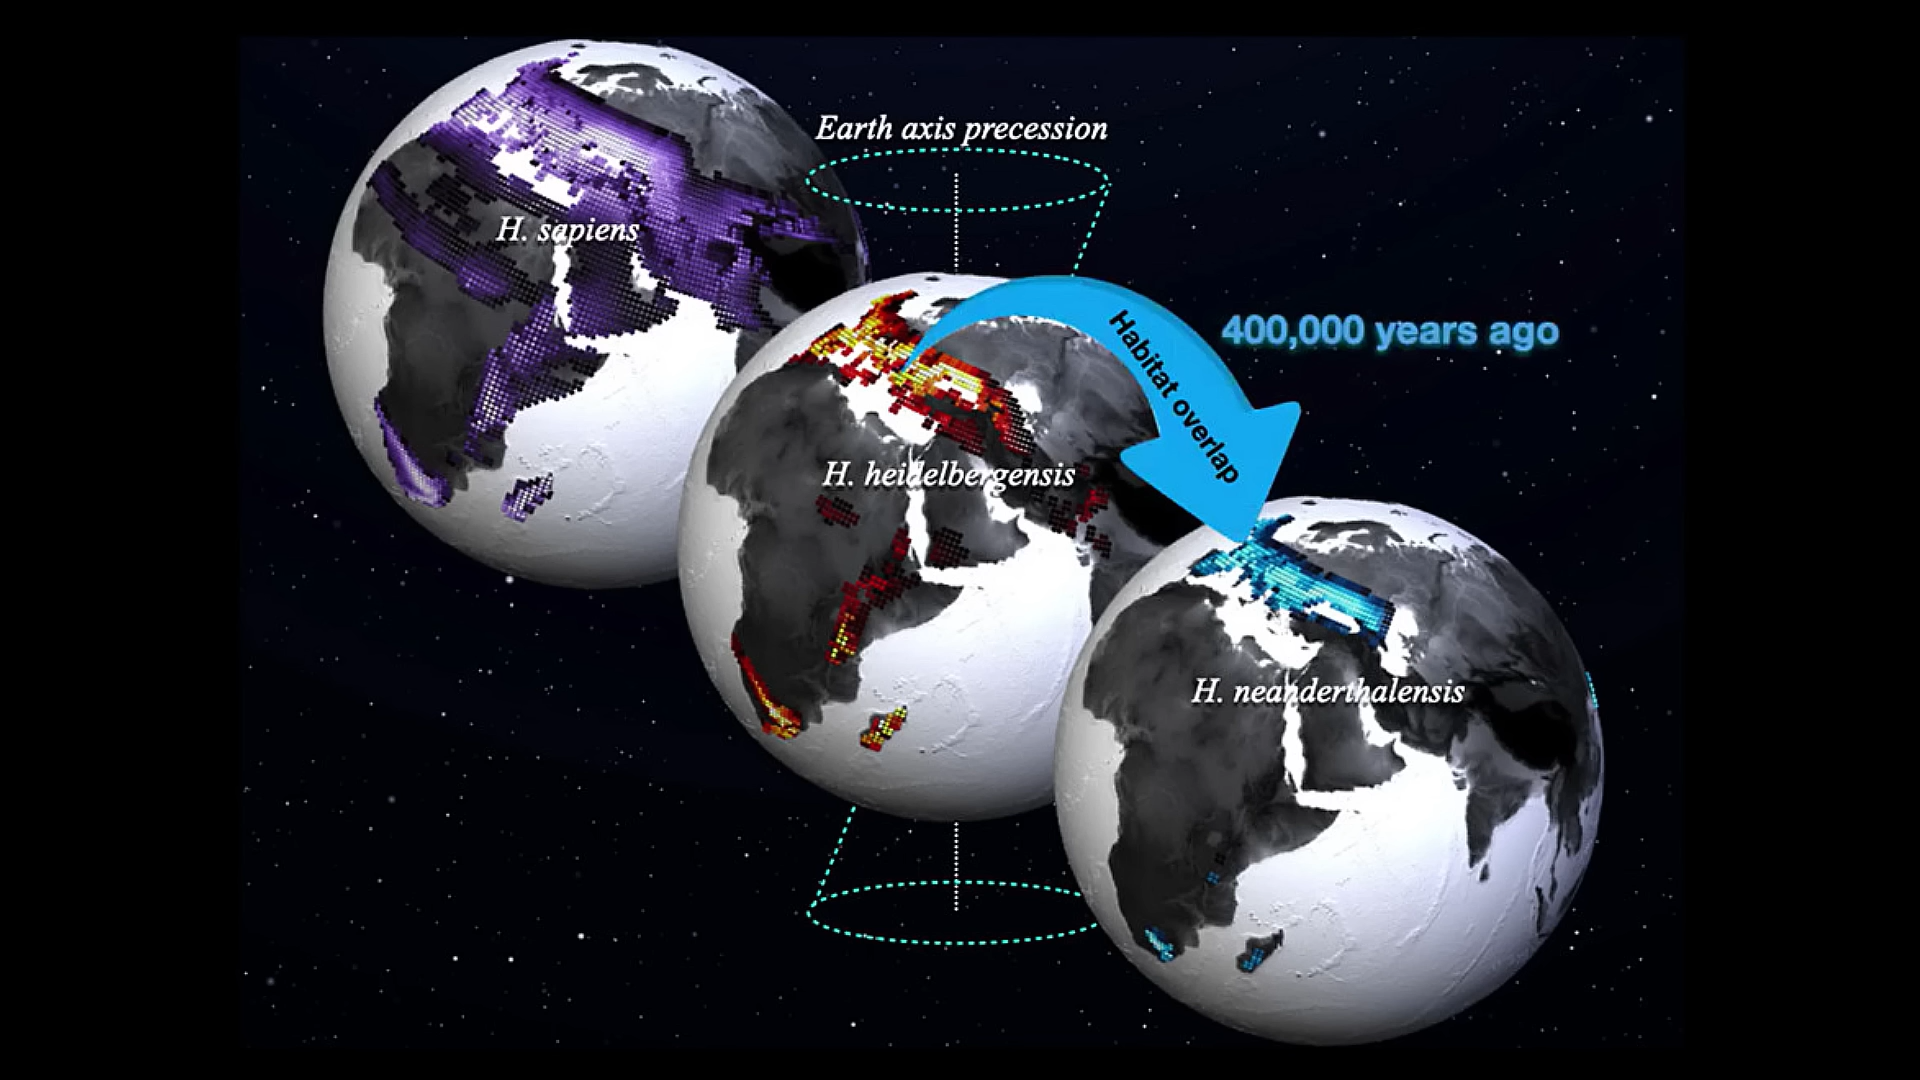 Earth axis precession
H. sapiens
400,000 years ago
Habitat overlap
H. heidelbergensis
H. neanderthalensis